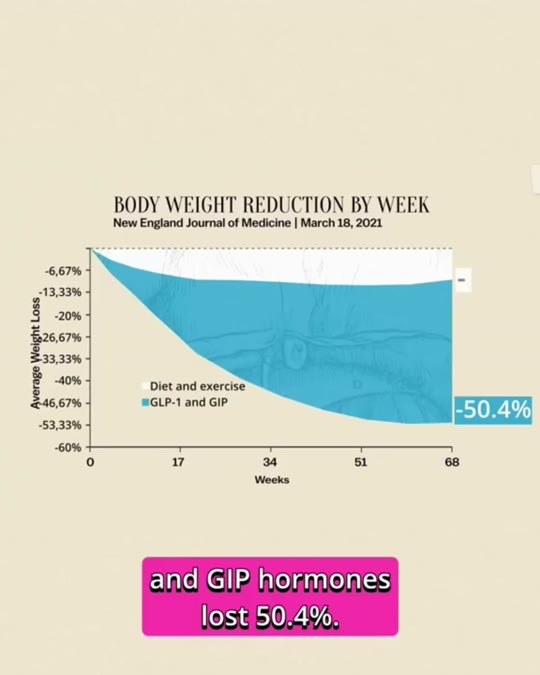 BODY WEIGHT REDUCTION BY WEEK
New England Journal of Medicine | March 18, 2021
Average Weight Loss
-6,67%
-13,33%
-20%
-26,67%
-33,33%
-40%
-46,67%
-53,33%
-60%
Diet and exercise
GLP-1 and GIP
-
-50.4%
0 17 34 51 68
Weeks
and GIP hormones
lost 50.4%.